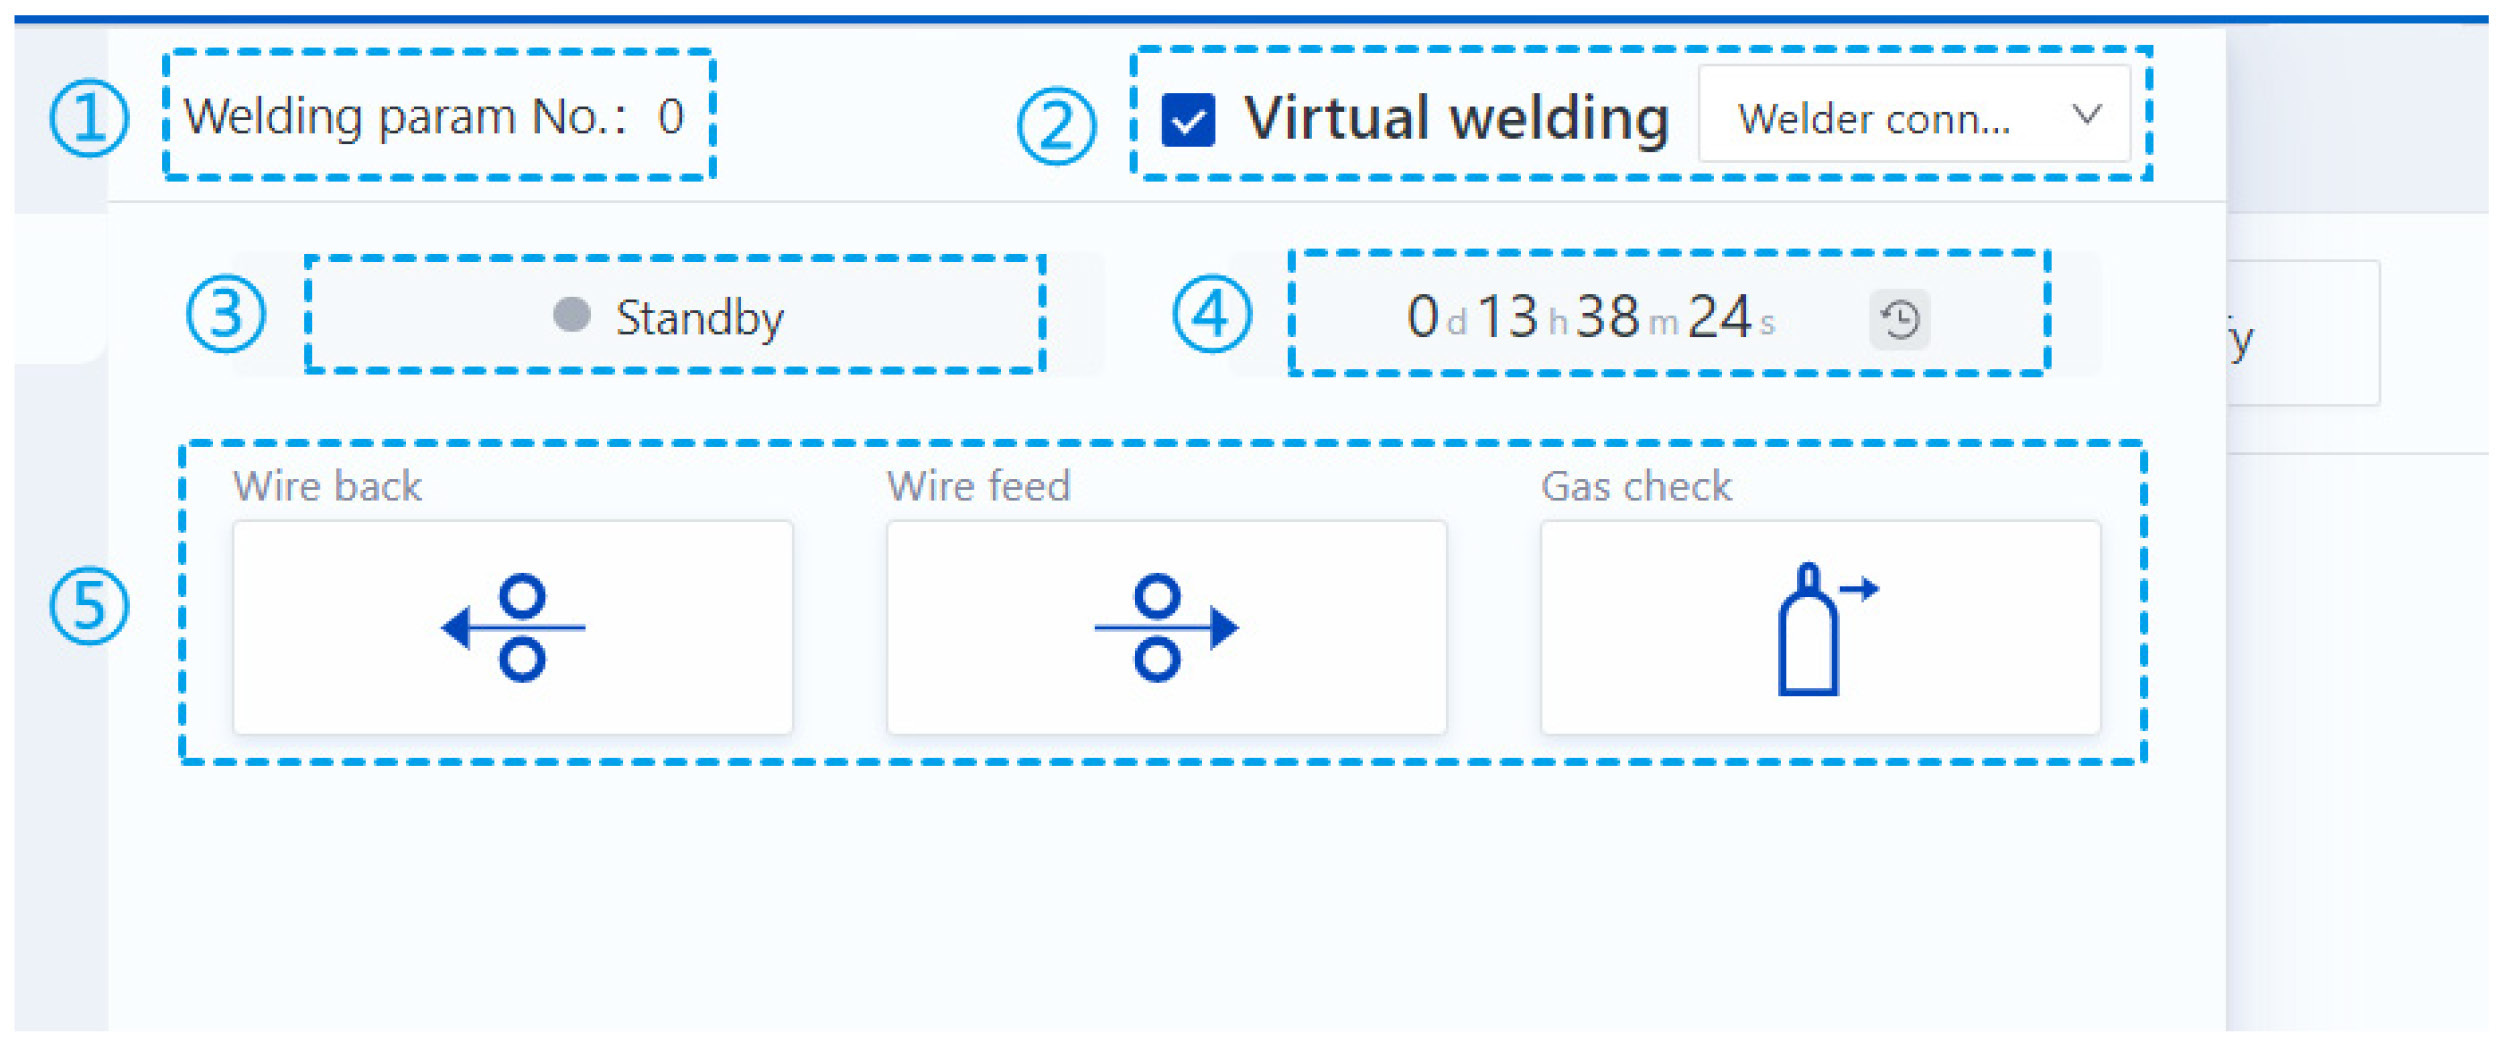 ① Welding param No.: 0
② Virtual welding Welder conn...
③ Standby
④ 0 d 13 h 38 m 24 s
y
Wire back Wire feed Gas check
⑤